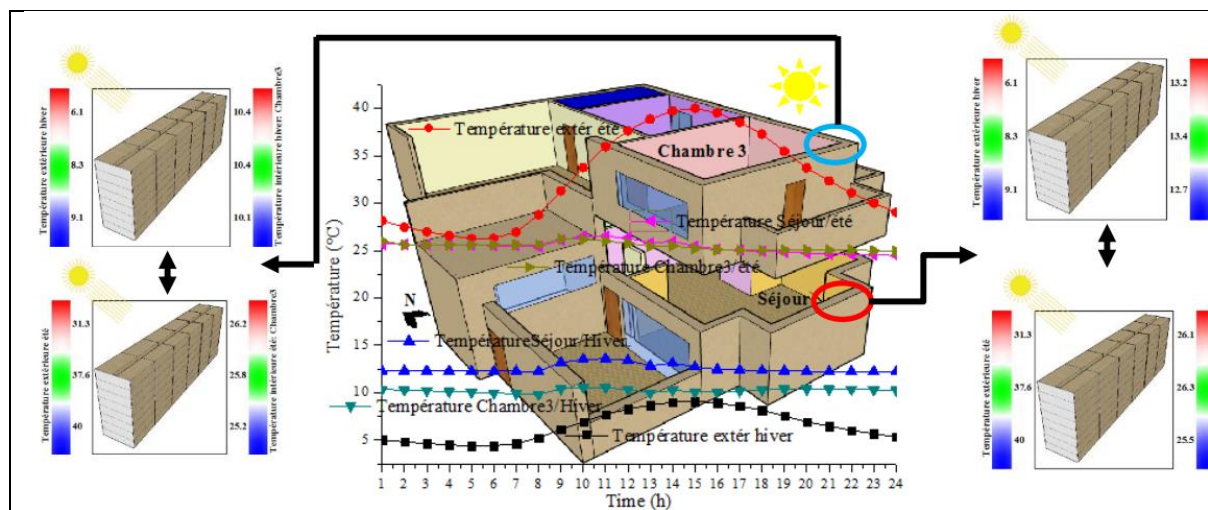 Température extérieure hiver
6.1
8.3
9.1
10.4
10.4
10.1
Température intérieure hiver: Chambre3
Température extérieure été
31.3
37.6
40
26.2
25.8
25.2
Température intérieure été: Chambre3
Température (°C)
40
35
30
25
20
15
10
5
Température extér été
Chambre 3
Température Séjour/été
Température Chambre3/été
Séjour
N
TempératureSéjour/Hiver
Température Chambre3/Hiver
Température extér hiver
1 2 3 4 5 6 7 8 9 10 11 12 13 14 15 16 17 18 19 20 21 22 23 24
Time (h)
Température extérieure hiver
6.1
8.3
9.1
13.2
13.4
12.7
Température extérieure été
31.3
37.6
40
26.1
26.3
25.5